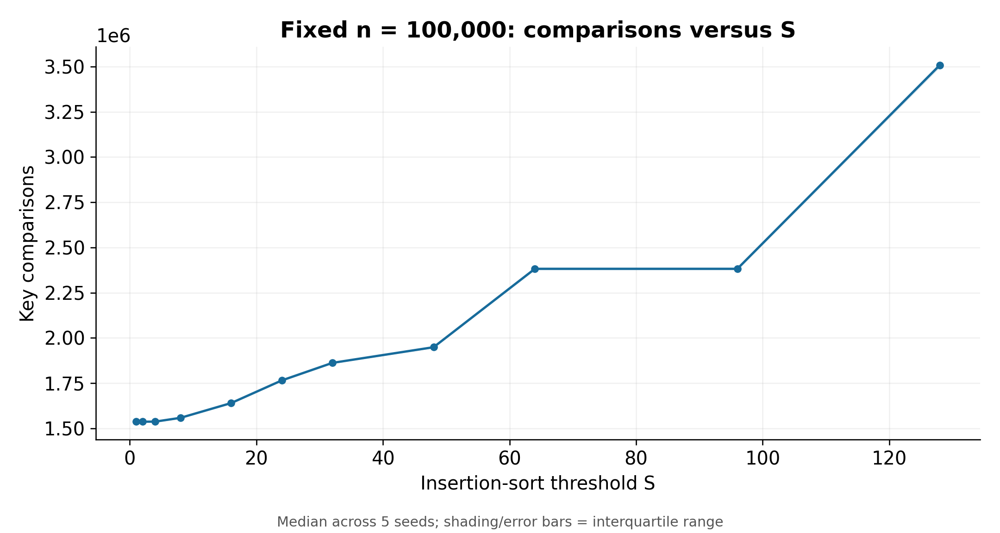 Fixed n = 100,000: comparisons versus S
1e6
3.50
3.25
3.00
2.75
2.50
2.25
2.00
1.75
1.50
Key comparisons
0 20 40 60 80 100 120
Insertion-sort threshold S
Median across 5 seeds; shading/error bars = interquartile range